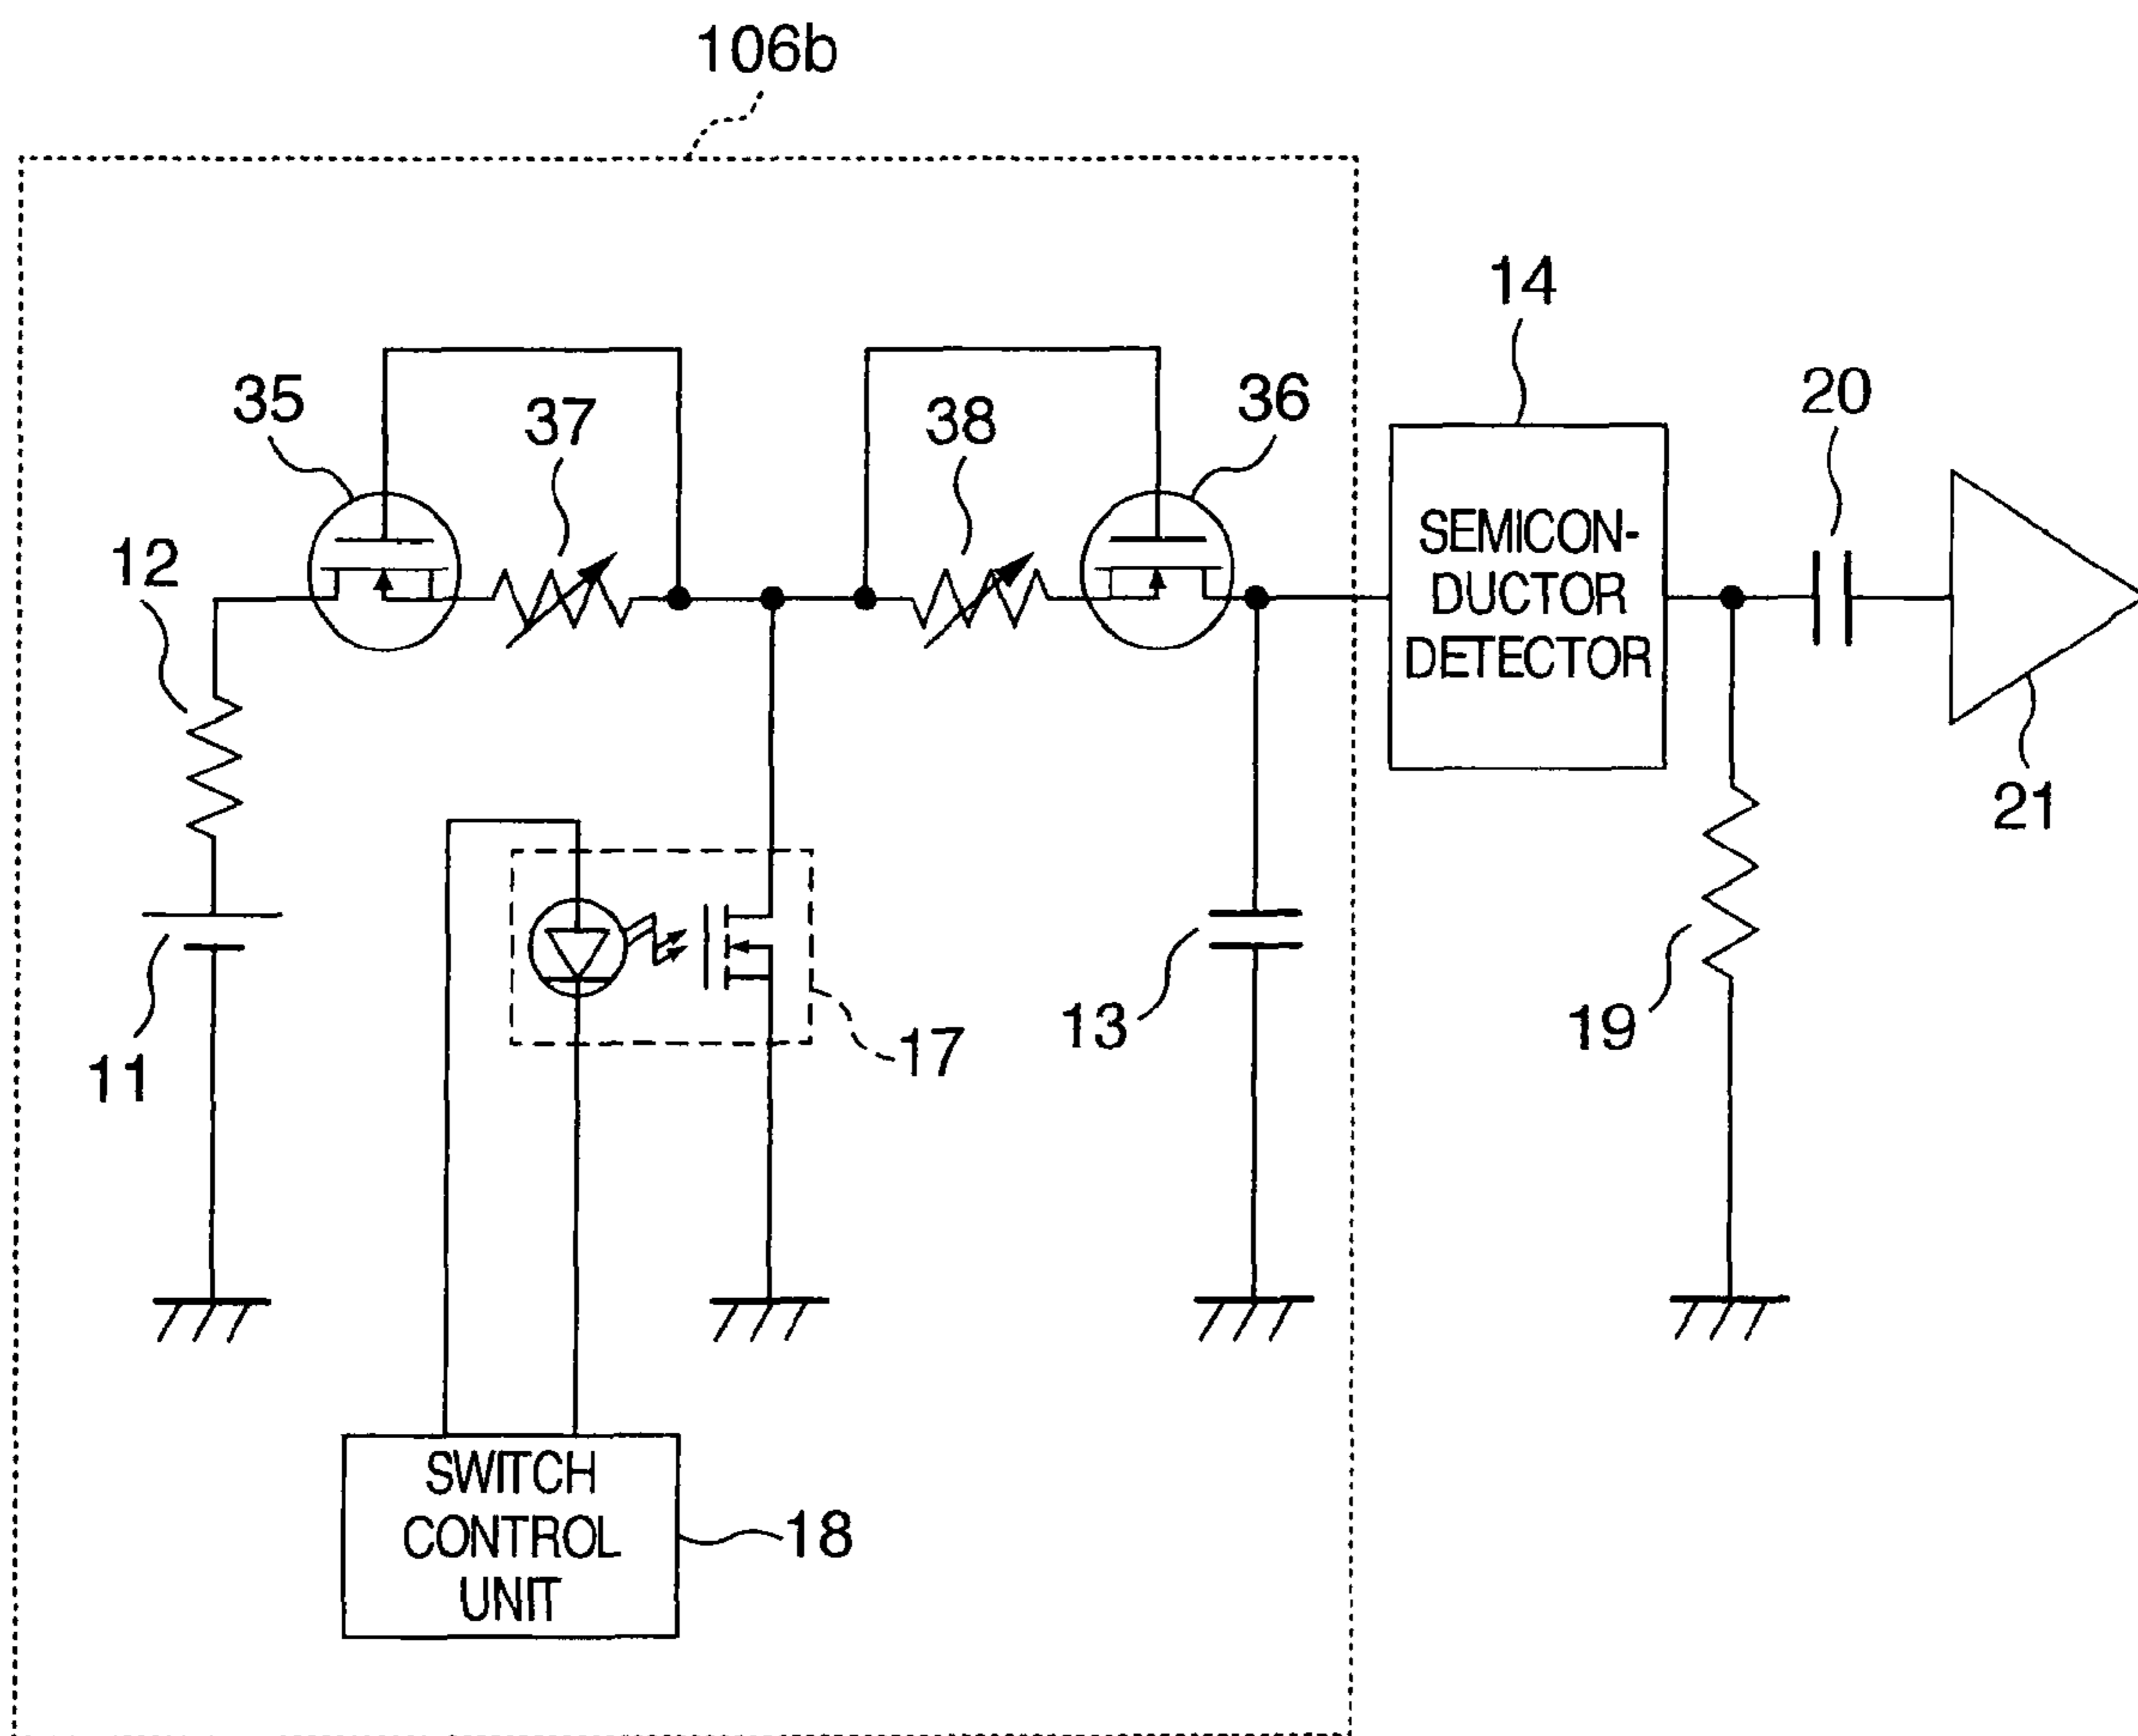 106b
14
35
37
38
36
20
12
SEMICON-
DUCTOR
DETECTOR
21
11
17
13
19
SWITCH
CONTROL
UNIT
18